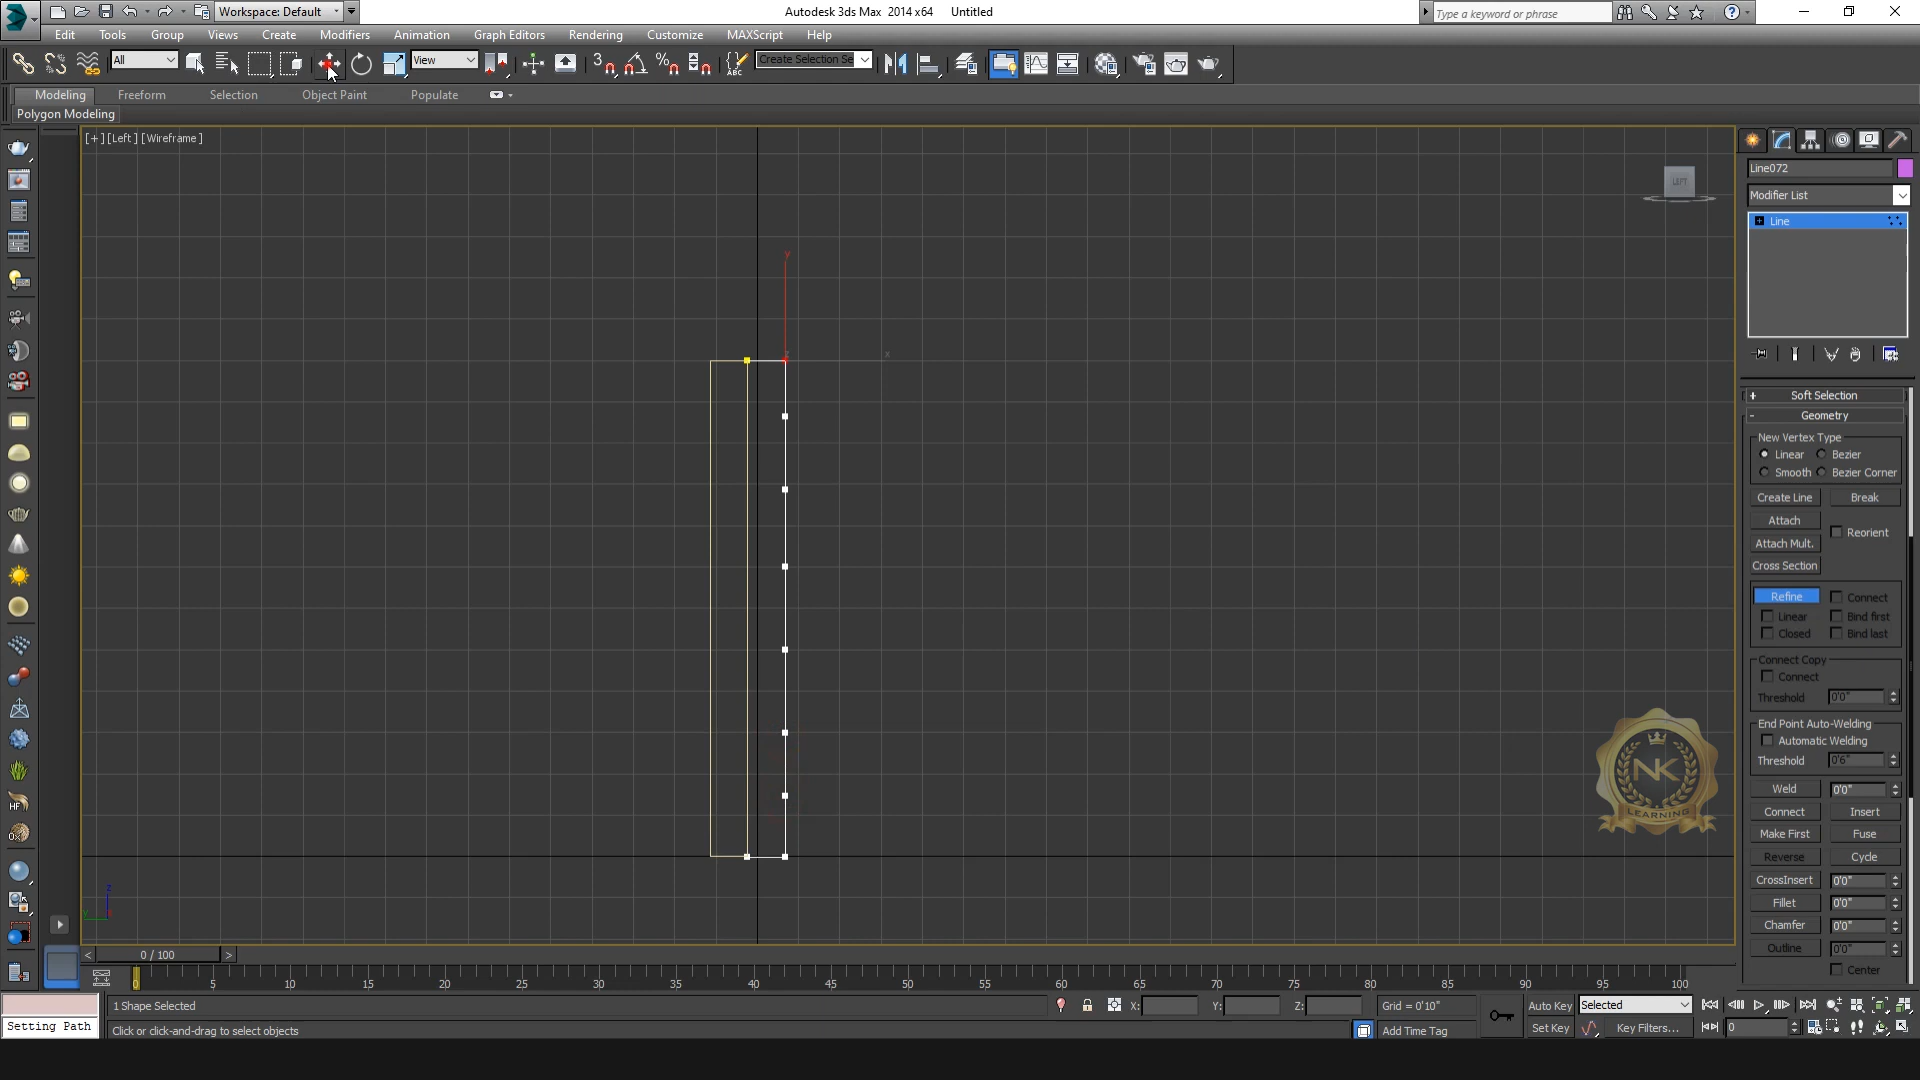 Workspace: Default
Autodesk 3ds Max 2014 x64 Untitled
Type a keyword or phrase
Edit Tools Group Views Create Modifiers Animation Graph Editors Rendering Customize MAXScript Help
All View Create Selection Se
Modeling Freeform Selection Object Paint Populate
Polygon Modeling
[+][Left][Wireframe]
LEFT
y
x
z
z
y
Line072
Modifier List
Line
+ Soft Selection
- Geometry
New Vertex Type
Linear Bezier
Smooth Bezier Corner
Create Line Break
Attach
Reorient
Attach Mult.
Cross Section
Refine Connect
Linear Bind first
Closed Bind last
Connect Copy
Connect
Threshold 0'0"
End Point Auto-Welding
Automatic Welding
Threshold 0'6"
Weld 0'0"
Connect Insert
Make First Fuse
Reverse Cycle
CrossInsert 0'0"
Fillet 0'0"
Chamfer 0'0"
Outline 0'0"
Center
NK
LEARNING
HF
< 0 / 100 >
0 5 10 15 20 25 30 35 40 45 50 55 60 65 70 75 80 85 90 95 100
1 Shape Selected
X: Y: Z: Grid = 0'10"
Auto Key Selected
Setting Path
Click or click-and-drag to select objects
Add Time Tag
Set Key Key Filters... 0